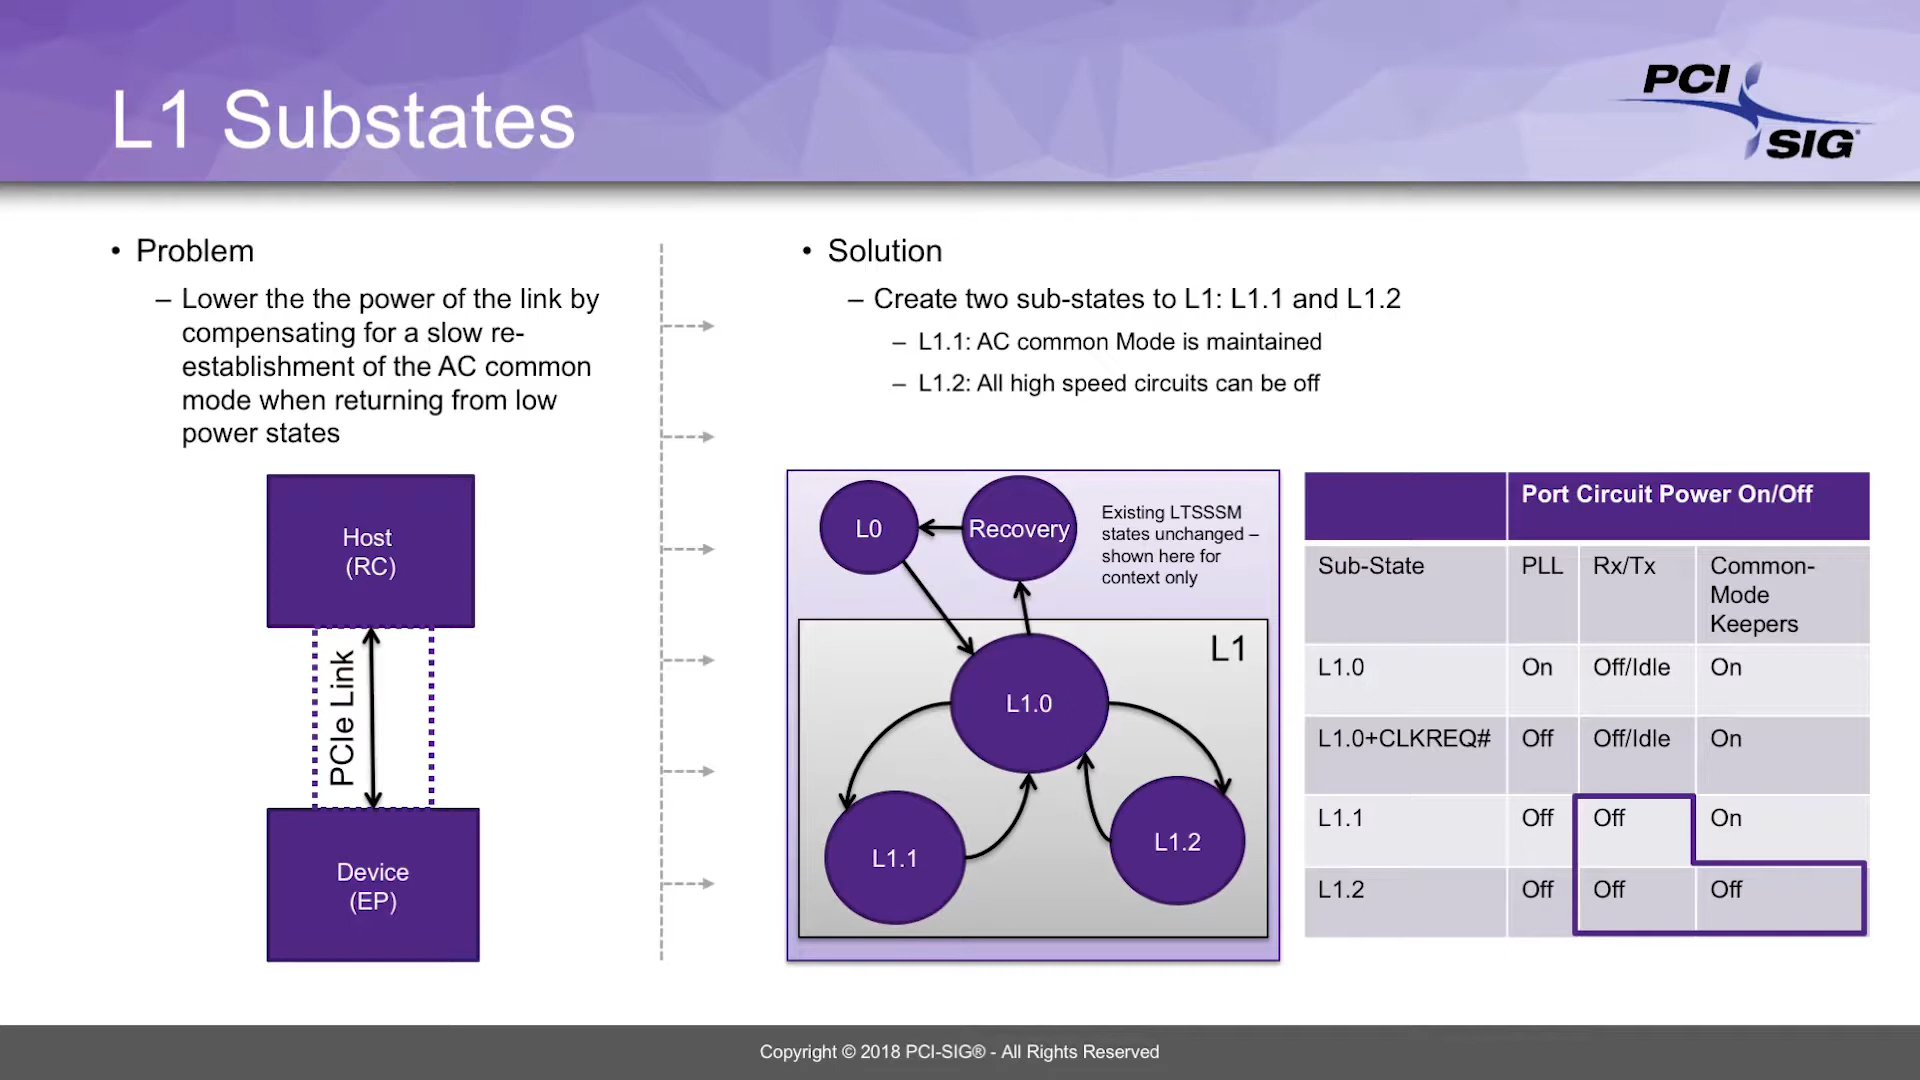 L1 Substates
PCI
SIG
• Problem
– Lower the the power of the link by
compensating for a slow re-
establishment of the AC common
mode when returning from low
power states
Host
(RC)
PCIe Link
Device
(EP)
• Solution
– Create two sub-states to L1: L1.1 and L1.2
– L1.1: AC common Mode is maintained
– L1.2: All high speed circuits can be off
L0
Recovery
Existing LTSSSM
states unchanged –
shown here for
context only
L1
L1.0
L1.1
L1.2
Port Circuit Power On/Off
Sub-State PLL Rx/Tx Common-
Mode
Keepers
L1.0 On Off/Idle On
L1.0+CLKREQ# Off Off/Idle On
L1.1 Off Off On
L1.2 Off Off Off
Copyright © 2018 PCI-SIG® - All Rights Reserved